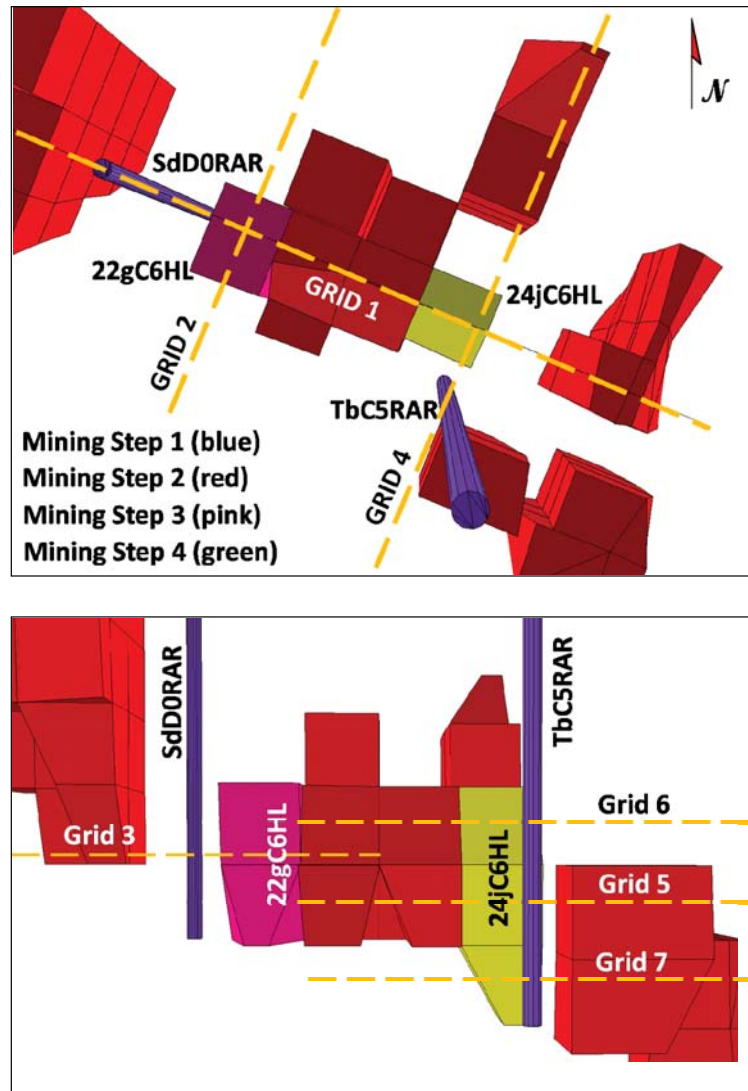 N
SdD0RAR
22gC6HL
GRID 1
24jC6HL
GRID 2
TbC5RAR
GRID 4
Mining Step 1 (blue)
Mining Step 2 (red)
Mining Step 3 (pink)
Mining Step 4 (green)
SdD0RAR
TbC5RAR
Grid 6
Grid 3
22gC6HL
24jC6HL
Grid 5
Grid 7